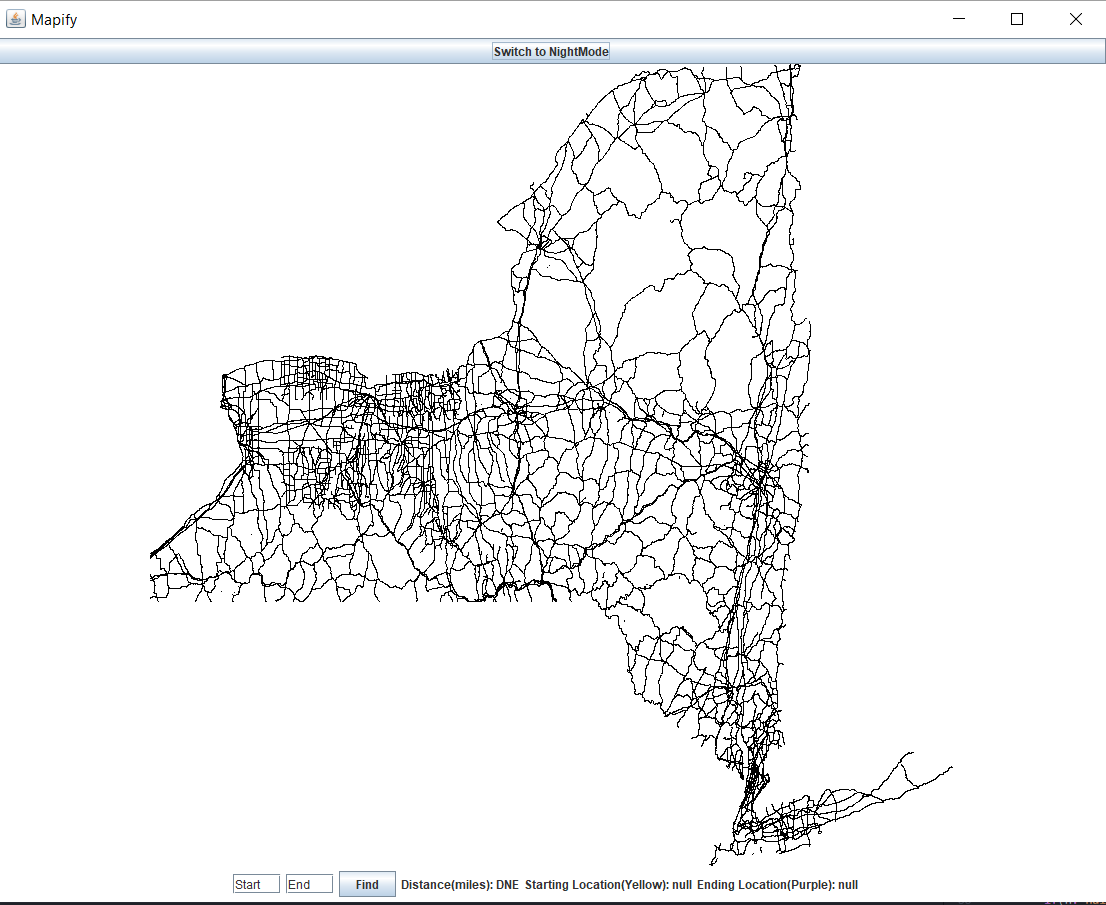 Mapify
Switch to NightMode
Start End Find Distance(miles): DNE Starting Location(Yellow): null Ending Location(Purple): null